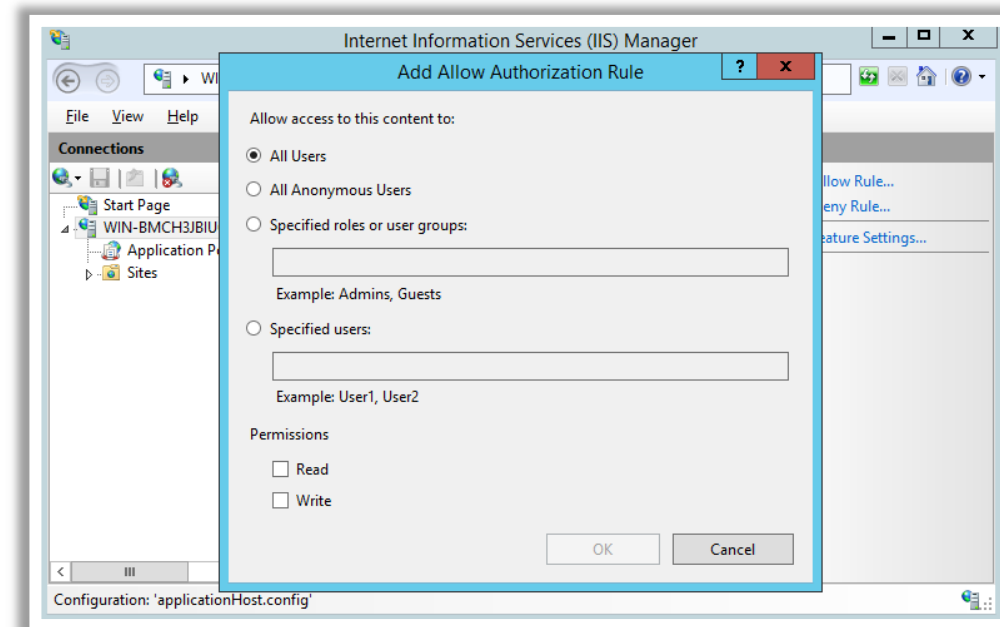 Internet Information Services (IIS) Manager
WI
File View Help
Connections
Start Page
WIN-BMCH3JBIU
Application P
Sites
Add Allow Authorization Rule
?
x
Allow access to this content to:
All Users
All Anonymous Users
Specified roles or user groups:
Example: Admins, Guests
Specified users:
Example: User1, User2
Permissions
Read
Write
OK Cancel
llow Rule...
eny Rule...
eature Settings...
Configuration: 'applicationHost.config'